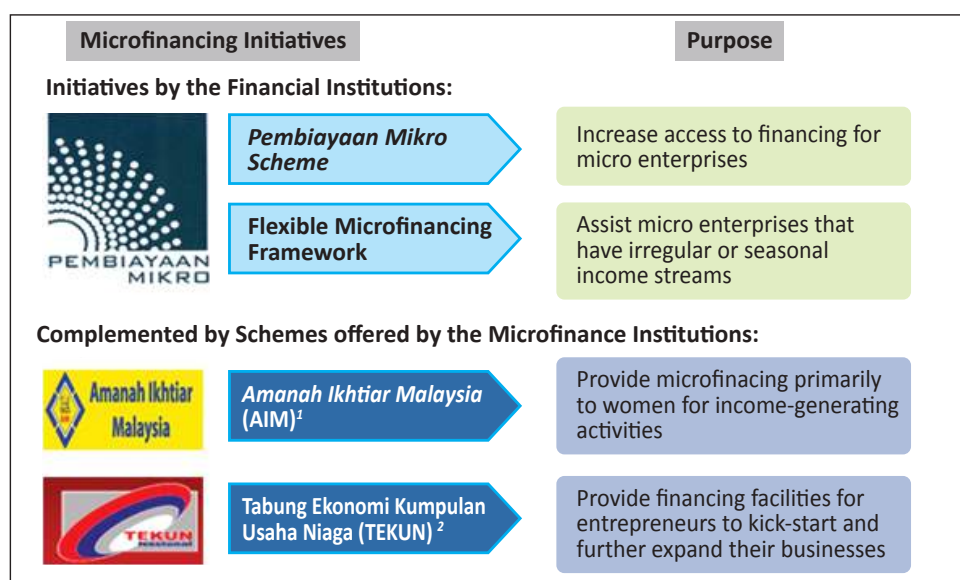 Microfinancing Initiatives
Purpose
Initiatives by the Financial Institutions:
PEMBIAYAAN
MIKRO
Pembiayaan Mikro
Scheme
Increase access to financing for
micro enterprises
Flexible Microfinancing
Framework
Assist micro enterprises that
have irregular or seasonal
income streams
Complemented by Schemes offered by the Microfinance Institutions:
Amanah Ikhtiar
Malaysia
Amanah Ikhtiar Malaysia
(AIM)1
Provide microfinacing primarily
to women for income-generating
activities
TEKUN
Nasional
Tabung Ekonomi Kumpulan
Usaha Niaga (TEKUN) 2
Provide financing facilities for
entrepreneurs to kick-start and
further expand their businesses